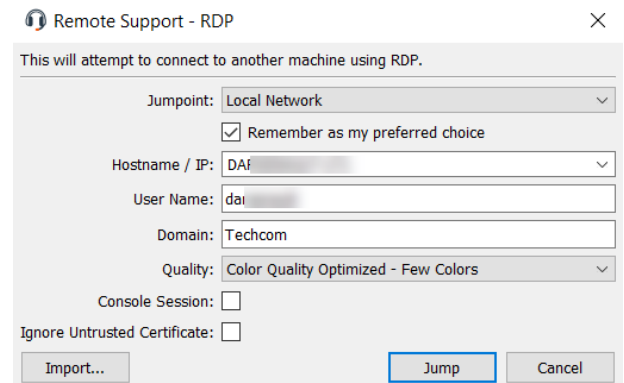 Remote Support - RDP
This will attempt to connect to another machine using RDP.
Jumpoint: Local Network
Remember as my preferred choice
Hostname / IP:
User Name:
Domain: Techcom
Quality: Color Quality Optimized - Few Colors
Console Session:
Ignore Untrusted Certificate:
Import... Jump Cancel